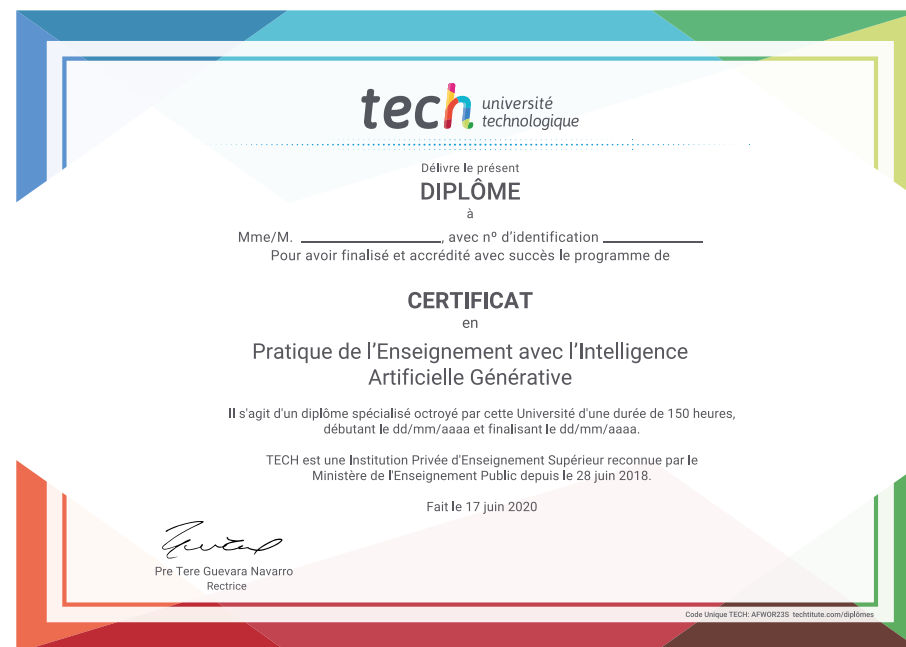 tech université
technologique
Délivre le présent
DIPLÔME
à
Mme/M. ____________________, avec nº d'identification ______________
Pour avoir finalisé et accrédité avec succès le programme de
CERTIFICAT
en
Pratique de l'Enseignement avec l'Intelligence
Artificielle Générative
Il s'agit d'un diplôme spécialisé octroyé par cette Université d'une durée de 150 heures,
débutant le dd/mm/aaaa et finalisant le dd/mm/aaaa.
TECH est une Institution Privée d'Enseignement Supérieur reconnue par le
Ministère de l'Enseignement Public depuis le 28 juin 2018.
Fait le 17 juin 2020
Pre Tere Guevara Navarro
Rectrice
Code Unique TECH: AFWOR23S techtitute.com/diplômes